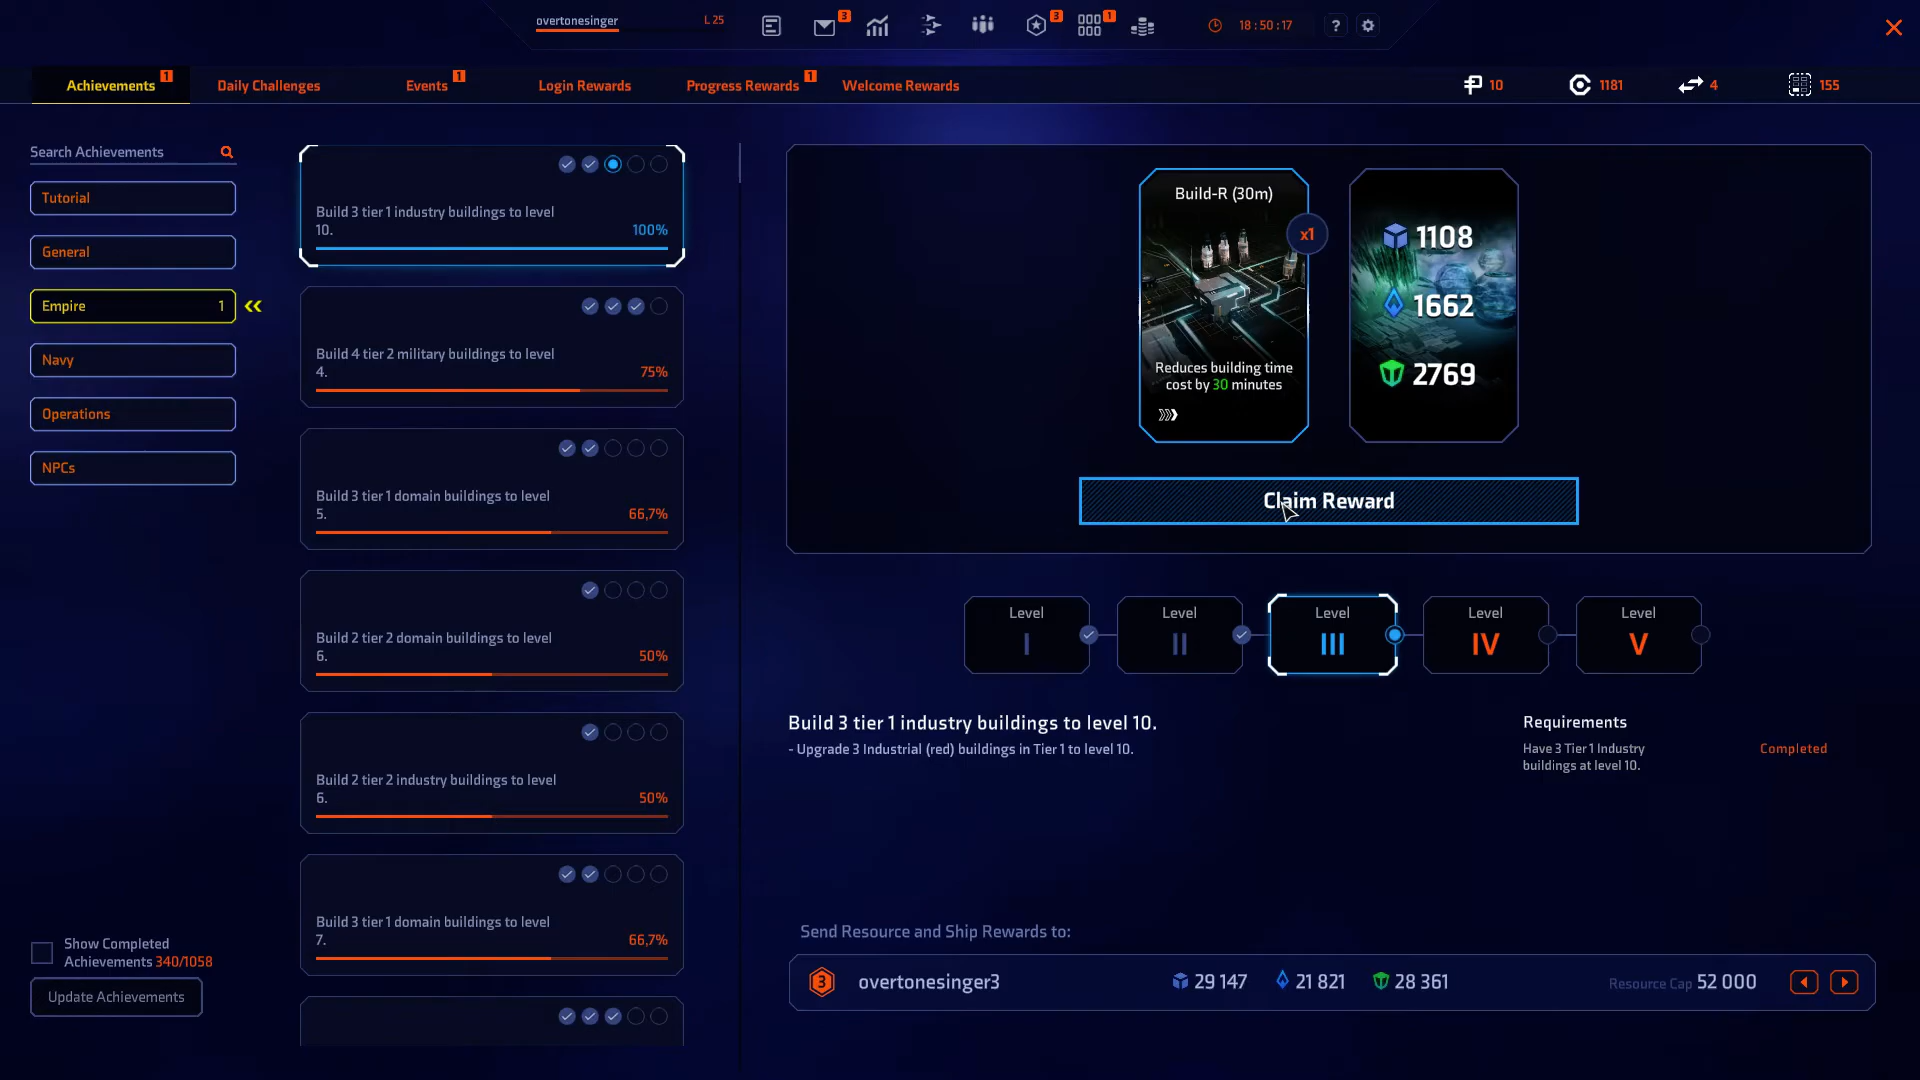 overtonesinger
L 25
3
3
1
18:50:17
?
Achievements 1
Daily Challenges
Events 1
Login Rewards
Progress Rewards 1
Welcome Rewards
10
1181
4
155
Search Achievements
Tutorial
General
Empire 1
Navy
Operations
NPCs
Show Completed
Achievements 340/1058
Update Achievements
Build 3 tier 1 industry buildings to level
10.
100%
Build 4 tier 2 military buildings to level
4.
75%
Build 3 tier 1 domain buildings to level
5.
66,7%
Build 2 tier 2 domain buildings to level
6.
50%
Build 2 tier 2 industry buildings to level
6.
50%
Build 3 tier 1 domain buildings to level
7.
66,7%
Build-R (30m)
x1
Reduces building time
cost by 30 minutes
1108
1662
2769
Claim Reward
Level
I
Level
II
Level
III
Level
IV
Level
V
Build 3 tier 1 industry buildings to level 10.
- Upgrade 3 Industrial (red) buildings in Tier 1 to level 10.
Requirements
Have 3 Tier 1 Industry
buildings at level 10.
Completed
Send Resource and Ship Rewards to:
3
overtonesinger3
29 147
21 821
28 361
Resource Cap 52 000